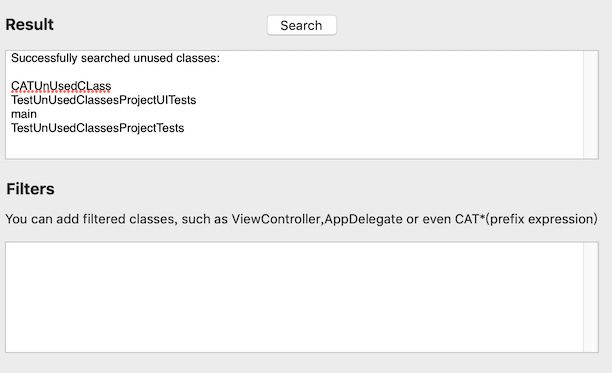 Result
Search
Successfully searched unused classes:
CATUnUsedCLass
TestUnUsedClassesProjectUITests
main
TestUnUsedClassesProjectTests
Filters
You can add filtered classes, such as ViewController,AppDelegate or even CAT*(prefix expression)